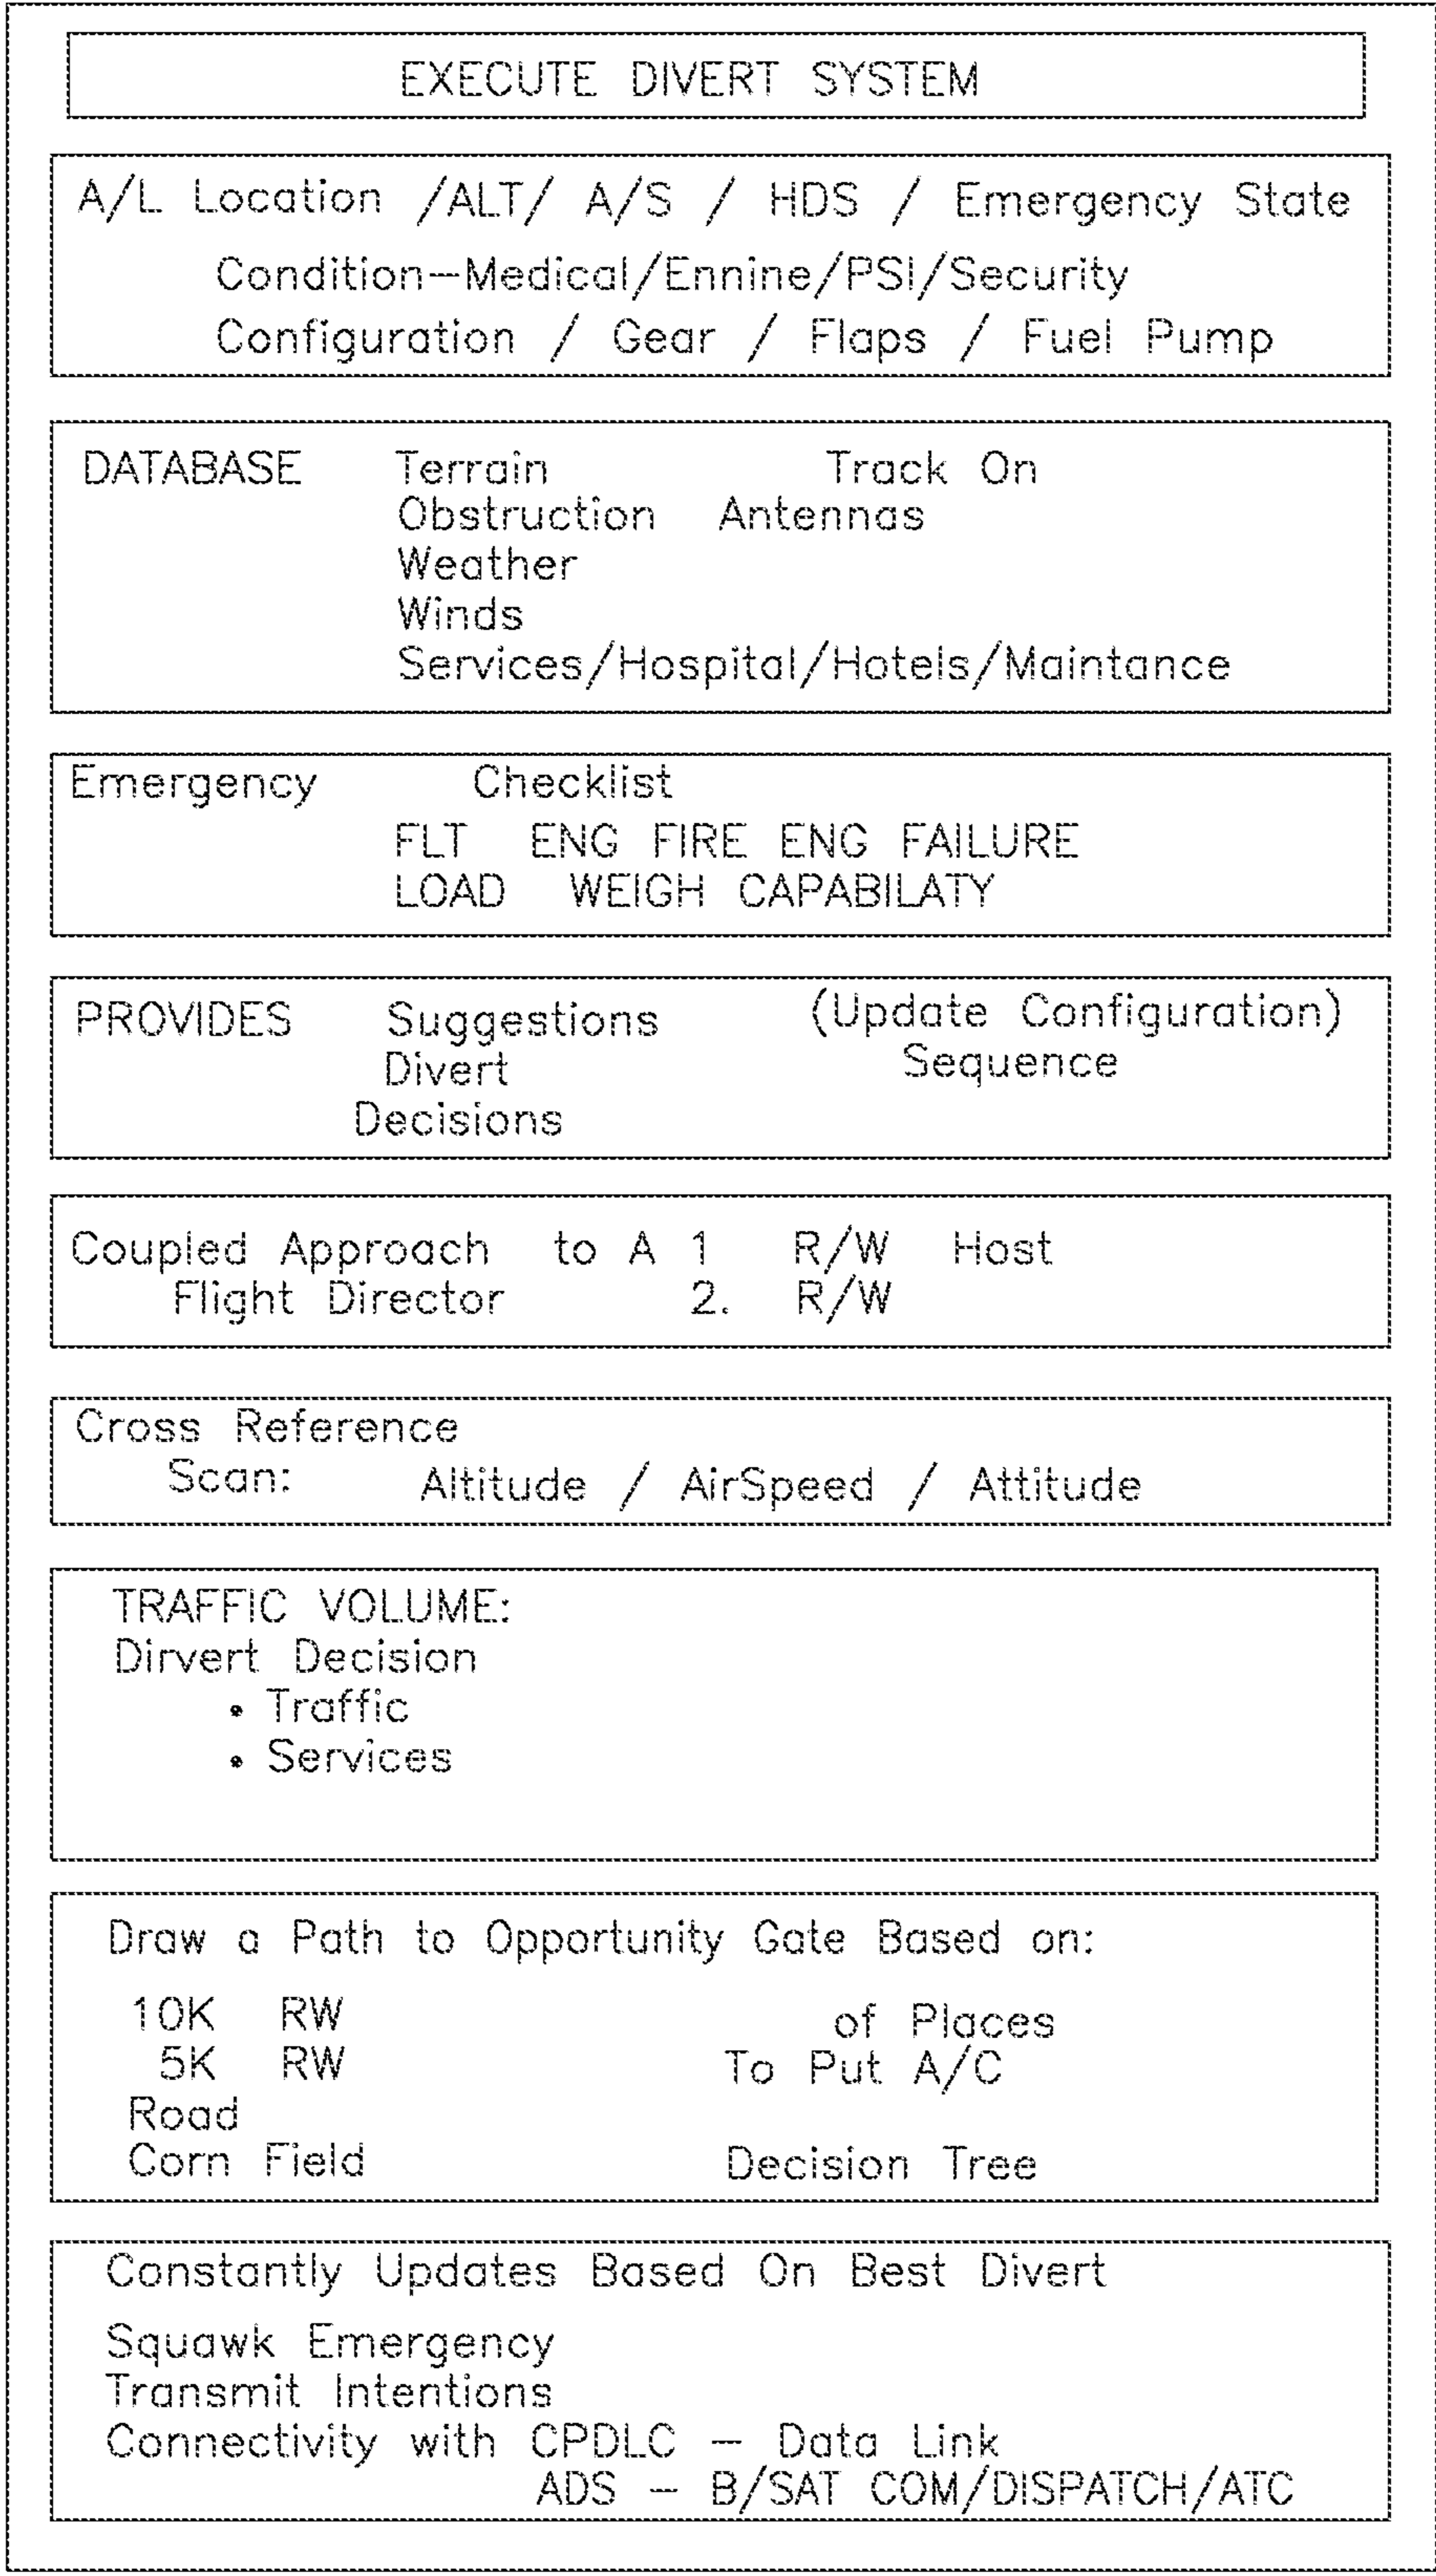 EXECUTE DIVERT SYSTEM
A/L Location /ALT/ A/S / HDS / Emergency State
Condition-Medical/Ennine/PSI/Security
Configuration / Gear / Flaps / Fuel Pump
DATABASE Terrain Track On
Obstruction Antennas
Weather
Winds
Services/Hospital/Hotels/Maintance
Emergency Checklist
FLT ENG FIRE ENG FAILURE
LOAD WEIGH CAPABILATY
PROVIDES Suggestions (Update Configuration)
Divert Sequence
Decisions
Coupled Approach to A 1 R/W Host
Flight Director 2. R/W
Cross Reference
Scan: Altitude / AirSpeed / Attitude
TRAFFIC VOLUME:
Dirvert Decision
• Traffic
• Services
Draw a Path to Opportunity Gate Based on:
10K RW of Places
5K RW To Put A/C
Road
Corn Field Decision Tree
Constantly Updates Based On Best Divert
Squawk Emergency
Transmit Intentions
Connectivity with CPDLC - Data Link
ADS - B/SAT COM/DISPATCH/ATC